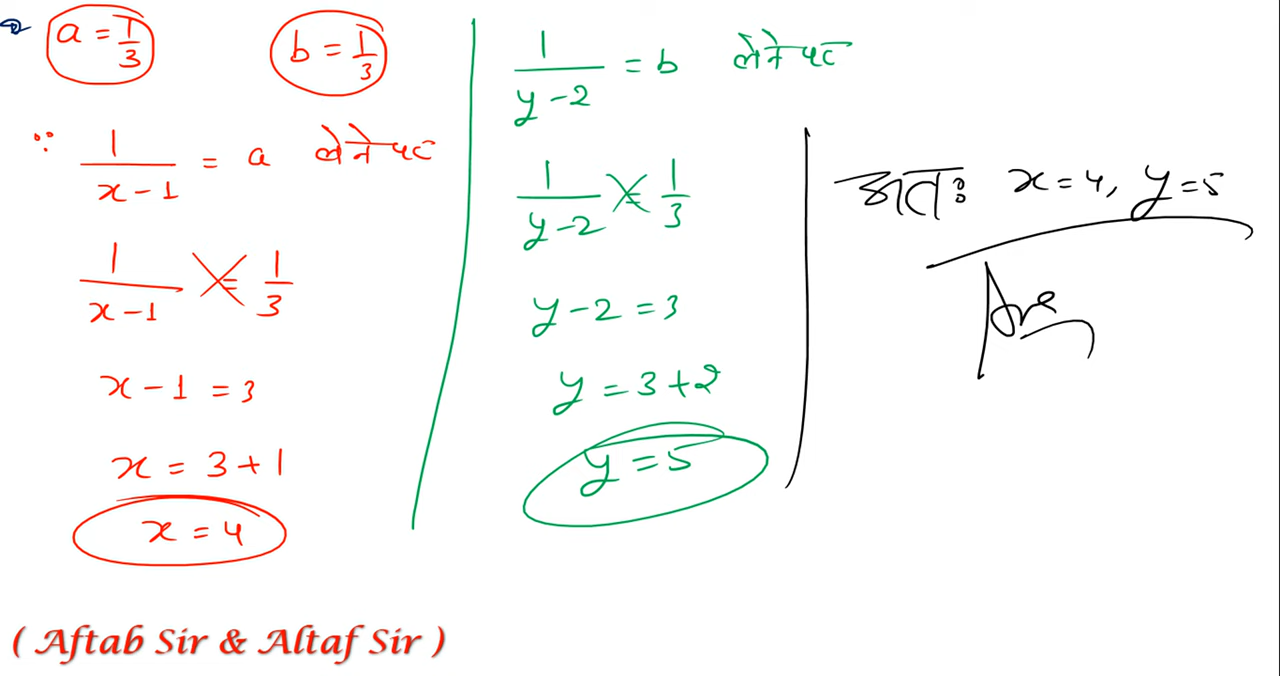 a = 1/3 b = 1/3
∵ 1/(x-1) = a लेने पर
1/(x-1) = 1/3
x-1 = 3
x = 3+1
x = 4
1/(y-2) = b लेने पर
1/(y-2) = 1/3
y-2 = 3
y = 3+2
y = 5
अतः x=4, y=5
Ans
( Aftab Sir & Altaf Sir )